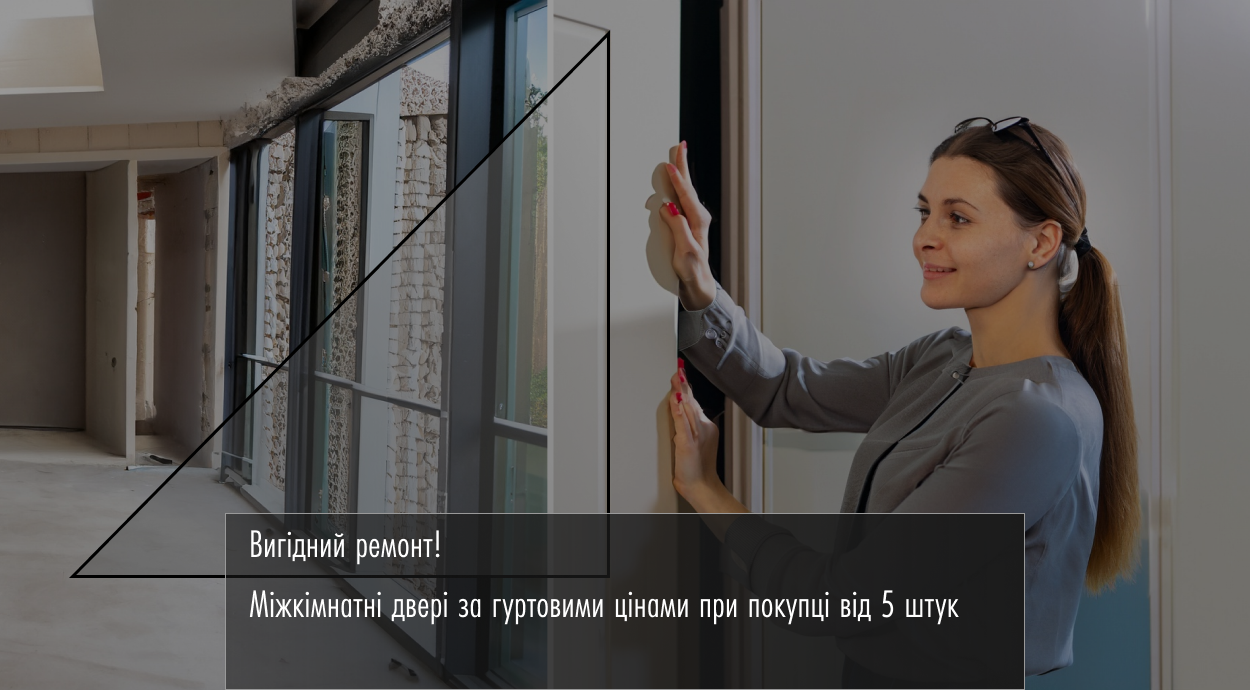 Вигідний ремонт!
Міжкімнатні двері за гуртовими цінами при покупці від 5 штук